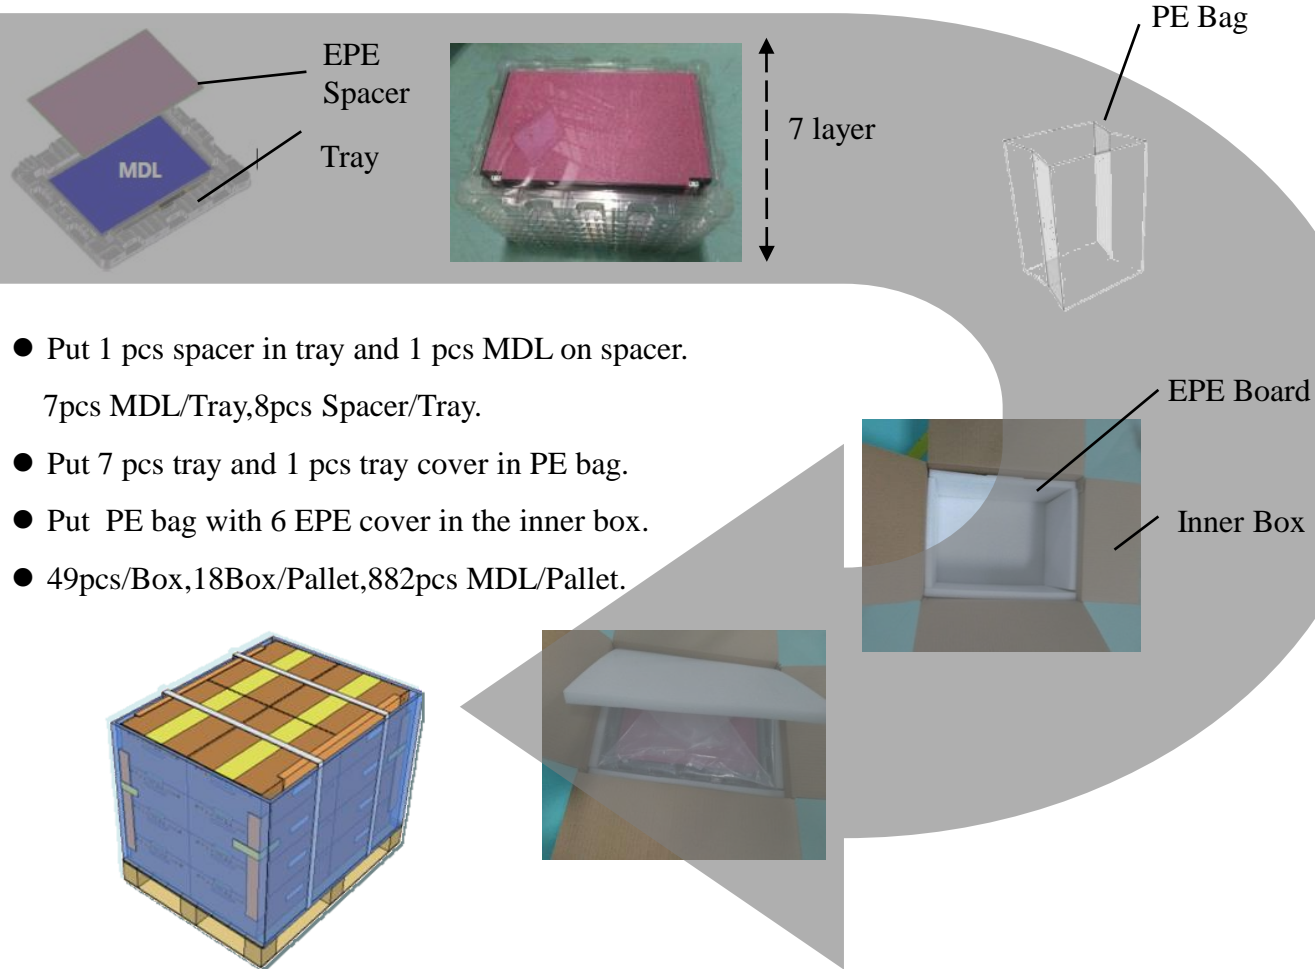 PE Bag
EPE
Spacer
Tray
MDL
7 layer
● Put 1 pcs spacer in tray and 1 pcs MDL on spacer.
7pcs MDL/Tray,8pcs Spacer/Tray.
● Put 7 pcs tray and 1 pcs tray cover in PE bag.
● Put  PE bag with 6 EPE cover in the inner box.
● 49pcs/Box,18Box/Pallet,882pcs MDL/Pallet.
EPE Board
Inner Box